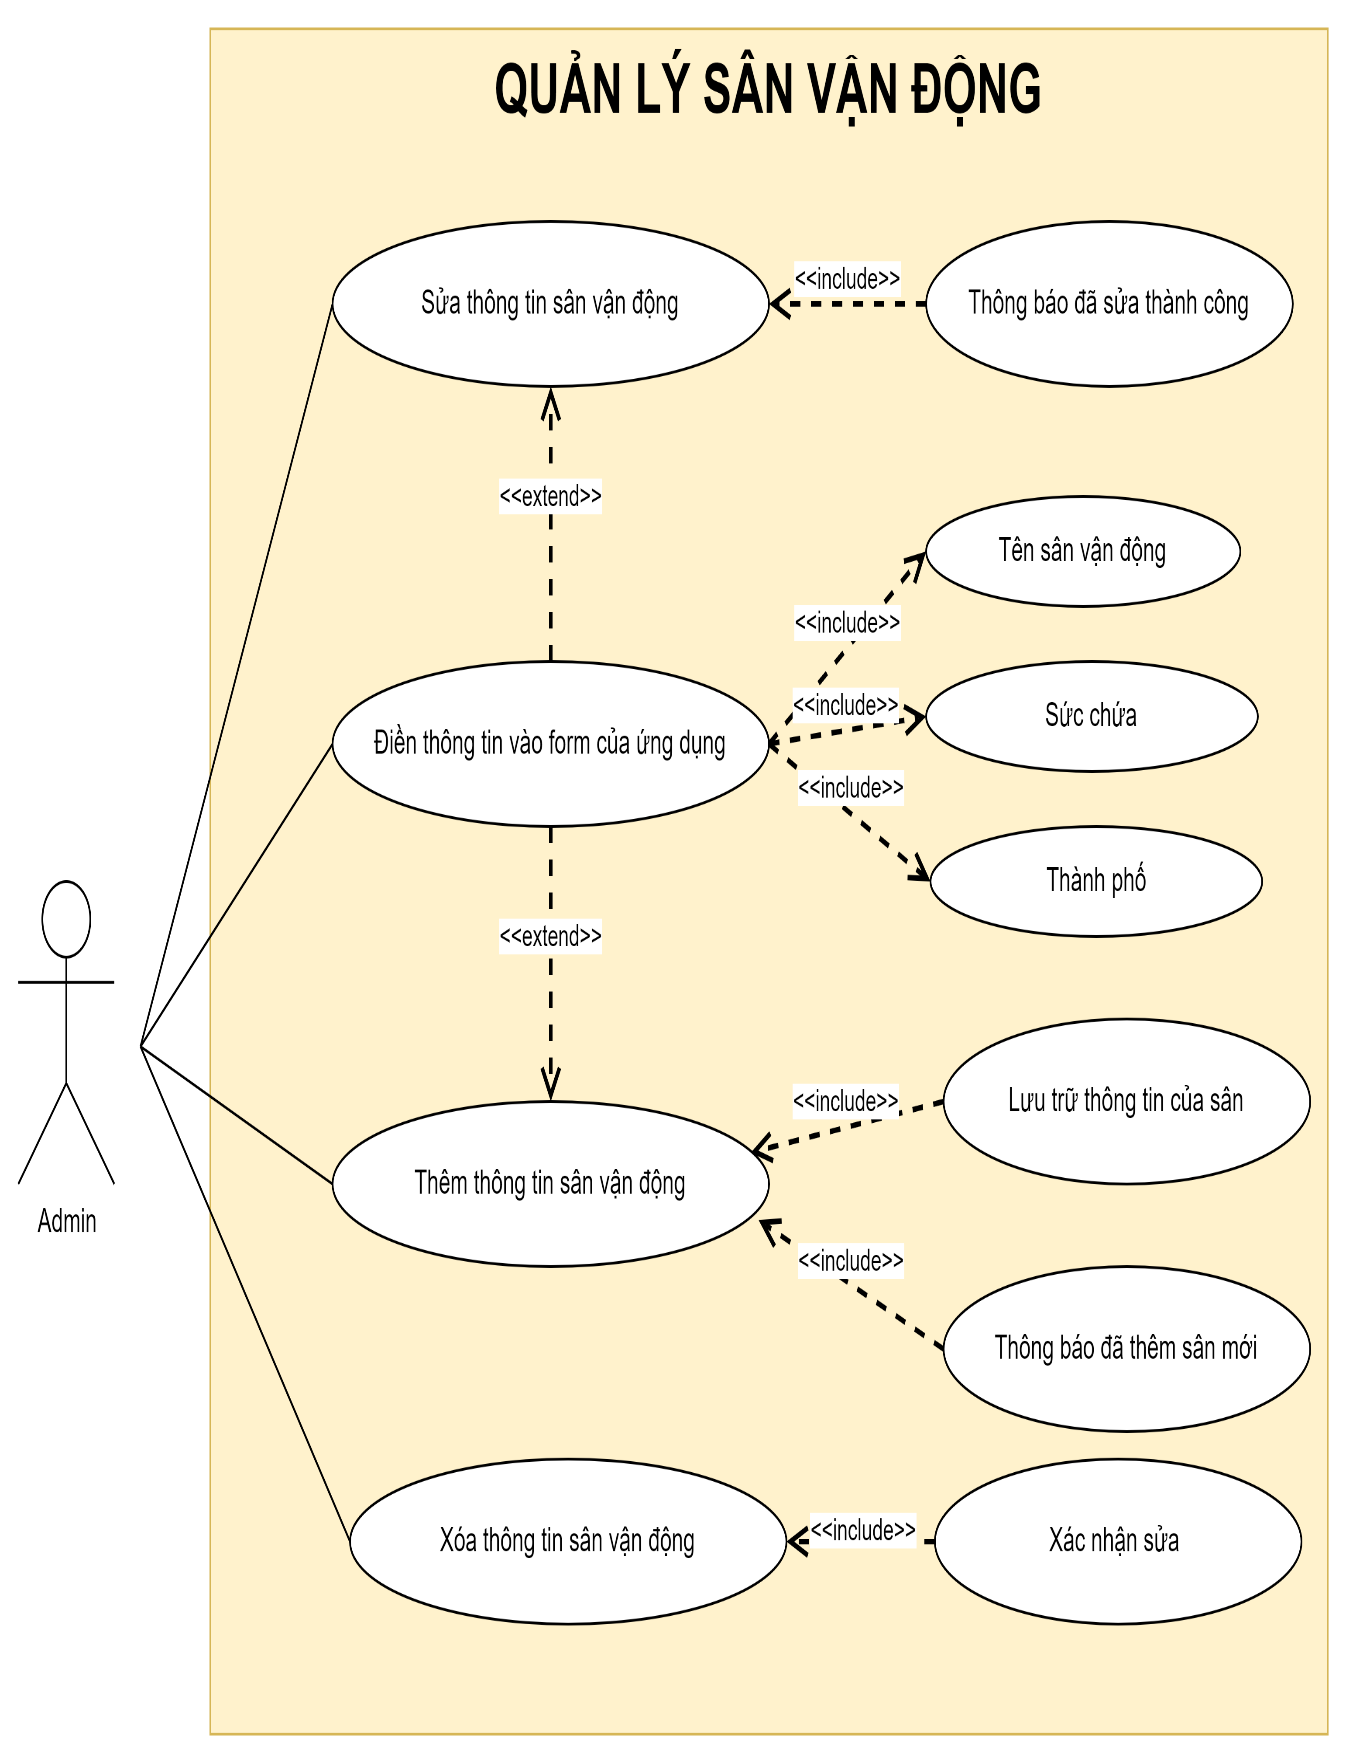 QUẢN LÝ SÂN VẬN ĐỘNG
Sửa thông tin sân vận động
<<include>>
Thông báo đã sửa thành công
<<extend>>
Tên sân vận động
<<include>>
<<include>>
Sức chứa
Điền thông tin vào form của ứng dụng
<<include>>
Thành phố
<<extend>>
<<include>>
Lưu trữ thông tin của sân
Thêm thông tin sân vận động
Admin
<<include>>
Thông báo đã thêm sân mới
Xóa thông tin sân vận động
<<include>>
Xác nhận sửa